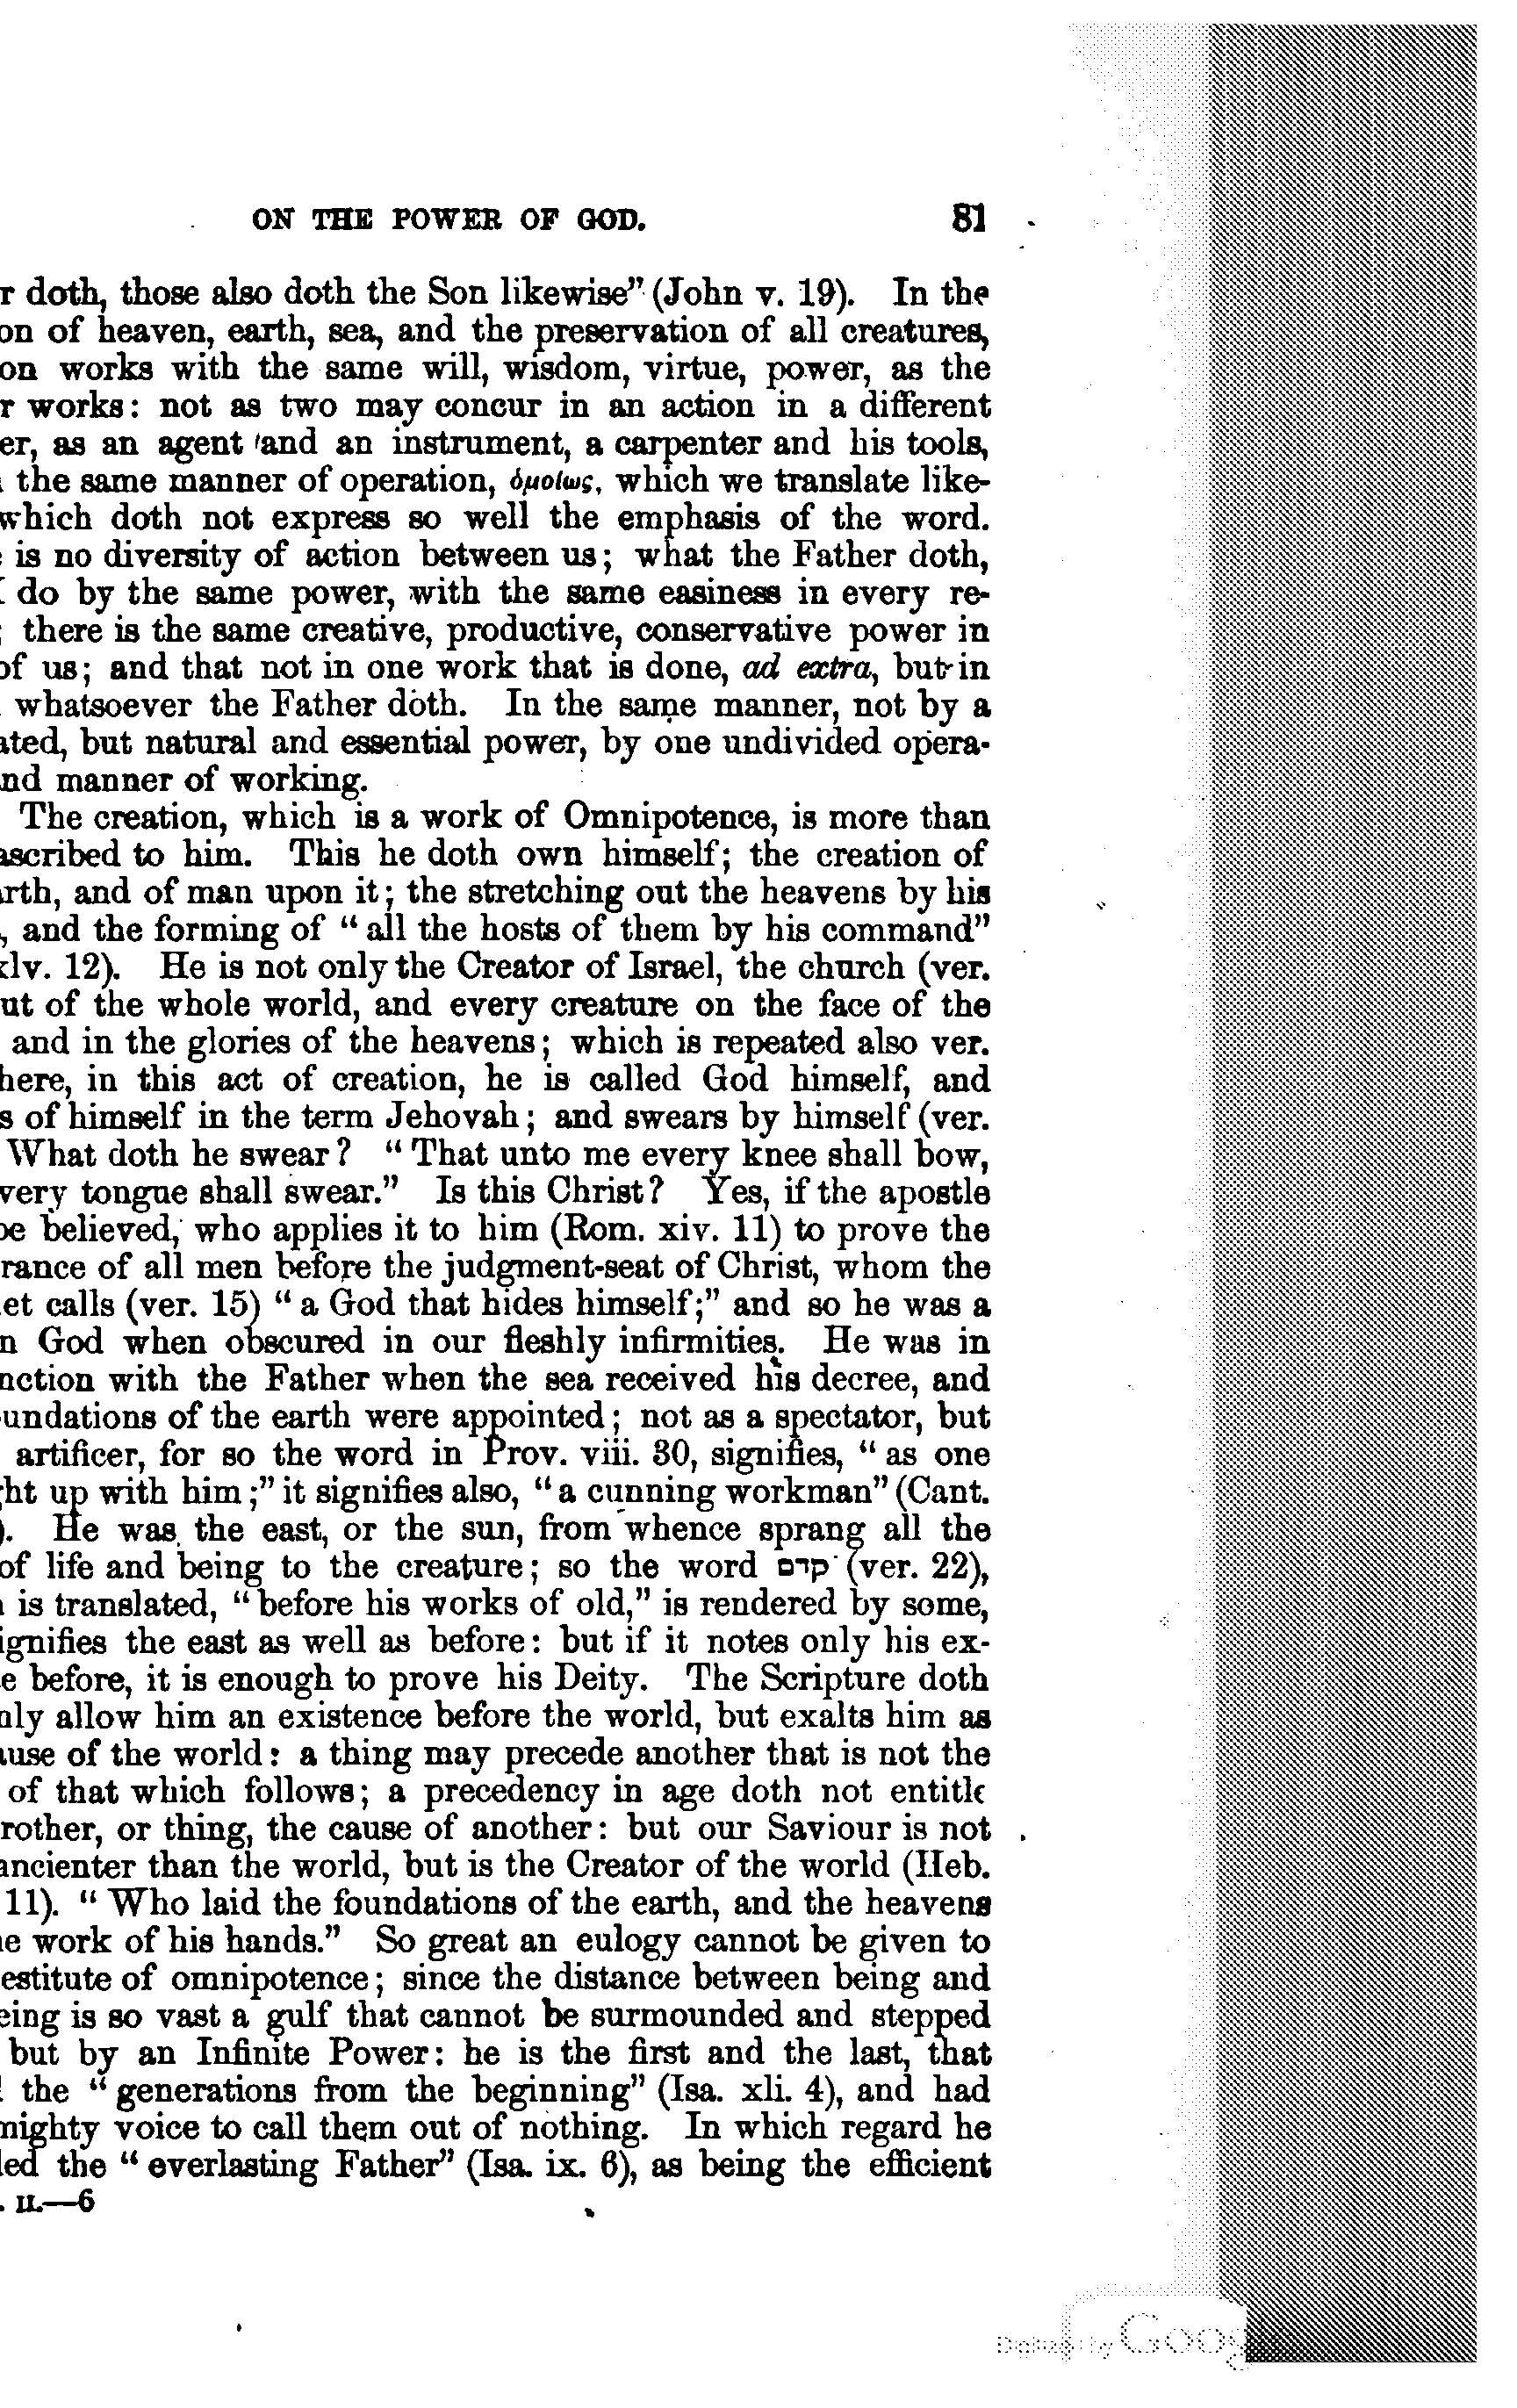 ON THE POWER OF GOD. 81
r doth, those also doth the Son likewise” (John v. 19). In the
on of heaven, earth, sea, and the preservation of all creatures,
on works with the same will, wisdom, virtue, power, as the
r works: not as two may concur in an action in a different
er, as an agent and an instrument, a carpenter and his tools,
the same manner of operation, ὁμοίως, which we translate like-
which doth not express so well the emphasis of the word.
is no diversity of action between us; what the Father doth,
I do by the same power, with the same easiness in every re-
; there is the same creative, productive, conservative power in
of us; and that not in one work that is done, ad extra, but in
whatsoever the Father doth. In the same manner, not by a
ated, but natural and essential power, by one undivided opera-
nd manner of working.
The creation, which is a work of Omnipotence, is more than
ascribed to him. This he doth own himself; the creation of
arth, and of man upon it; the stretching out the heavens by his
, and the forming of “all the hosts of them by his command”
xlv. 12). He is not only the Creator of Israel, the church (ver.
ut of the whole world, and every creature on the face of the
and in the glories of the heavens; which is repeated also ver.
here, in this act of creation, he is called God himself, and
s of himself in the term Jehovah; and swears by himself (ver.
What doth he swear? “That unto me every knee shall bow,
very tongue shall swear.” Is this Christ? Yes, if the apostle
be believed, who applies it to him (Rom. xiv. 11) to prove the
rance of all men before the judgment-seat of Christ, whom the
et calls (ver. 15) “a God that hides himself;” and so he was a
n God when obscured in our fleshly infirmities. He was in
nction with the Father when the sea received his decree, and
undations of the earth were appointed; not as a spectator, but
artificer, for so the word in Prov. viii. 30, signifies, “as one
ght up with him;” it signifies also, “a cunning workman” (Cant.
). He was the east, or the sun, from whence sprang all the
of life and being to the creature; so the word קדם (ver. 22),
is translated, “before his works of old,” is rendered by some,
ignifies the east as well as before: but if it notes only his ex-
e before, it is enough to prove his Deity. The Scripture doth
nly allow him an existence before the world, but exalts him as
ause of the world: a thing may precede another that is not the
of that which follows; a precedency in age doth not entitle
rother, or thing, the cause of another: but our Saviour is not
ancienter than the world, but is the Creator of the world (Heb.
11). “Who laid the foundations of the earth, and the heavens
e work of his hands.” So great an eulogy cannot be given to
estitute of omnipotence; since the distance between being and
eing is so vast a gulf that cannot be surmounted and stepped
but by an Infinite Power: he is the first and the last, that
the “generations from the beginning” (Isa. xli. 4), and had
mighty voice to call them out of nothing. In which regard he
led the “everlasting Father” (Isa. ix. 6), as being the efficient
. II.—6